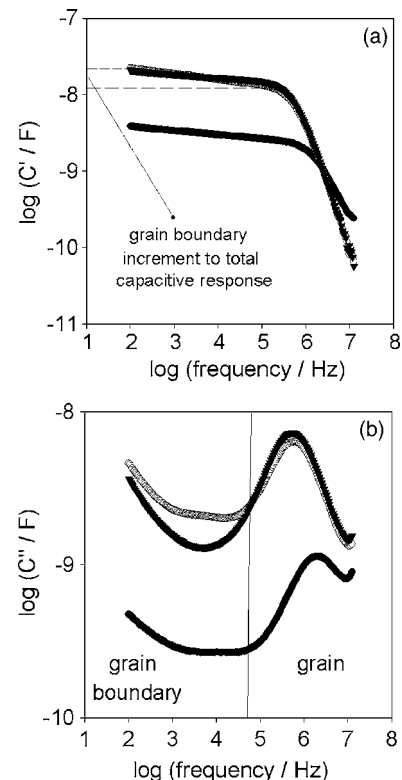 (a)
-7
-8
-9
-10
-11
log (C' / F)
grain boundary
increment to total
capacitive response
1 2 3 4 5 6 7 8
log (frequency / Hz)
(b)
-8
-9
-10
log (C'' / F)
grain
boundary
grain
1 2 3 4 5 6 7 8
log (frequency / Hz)